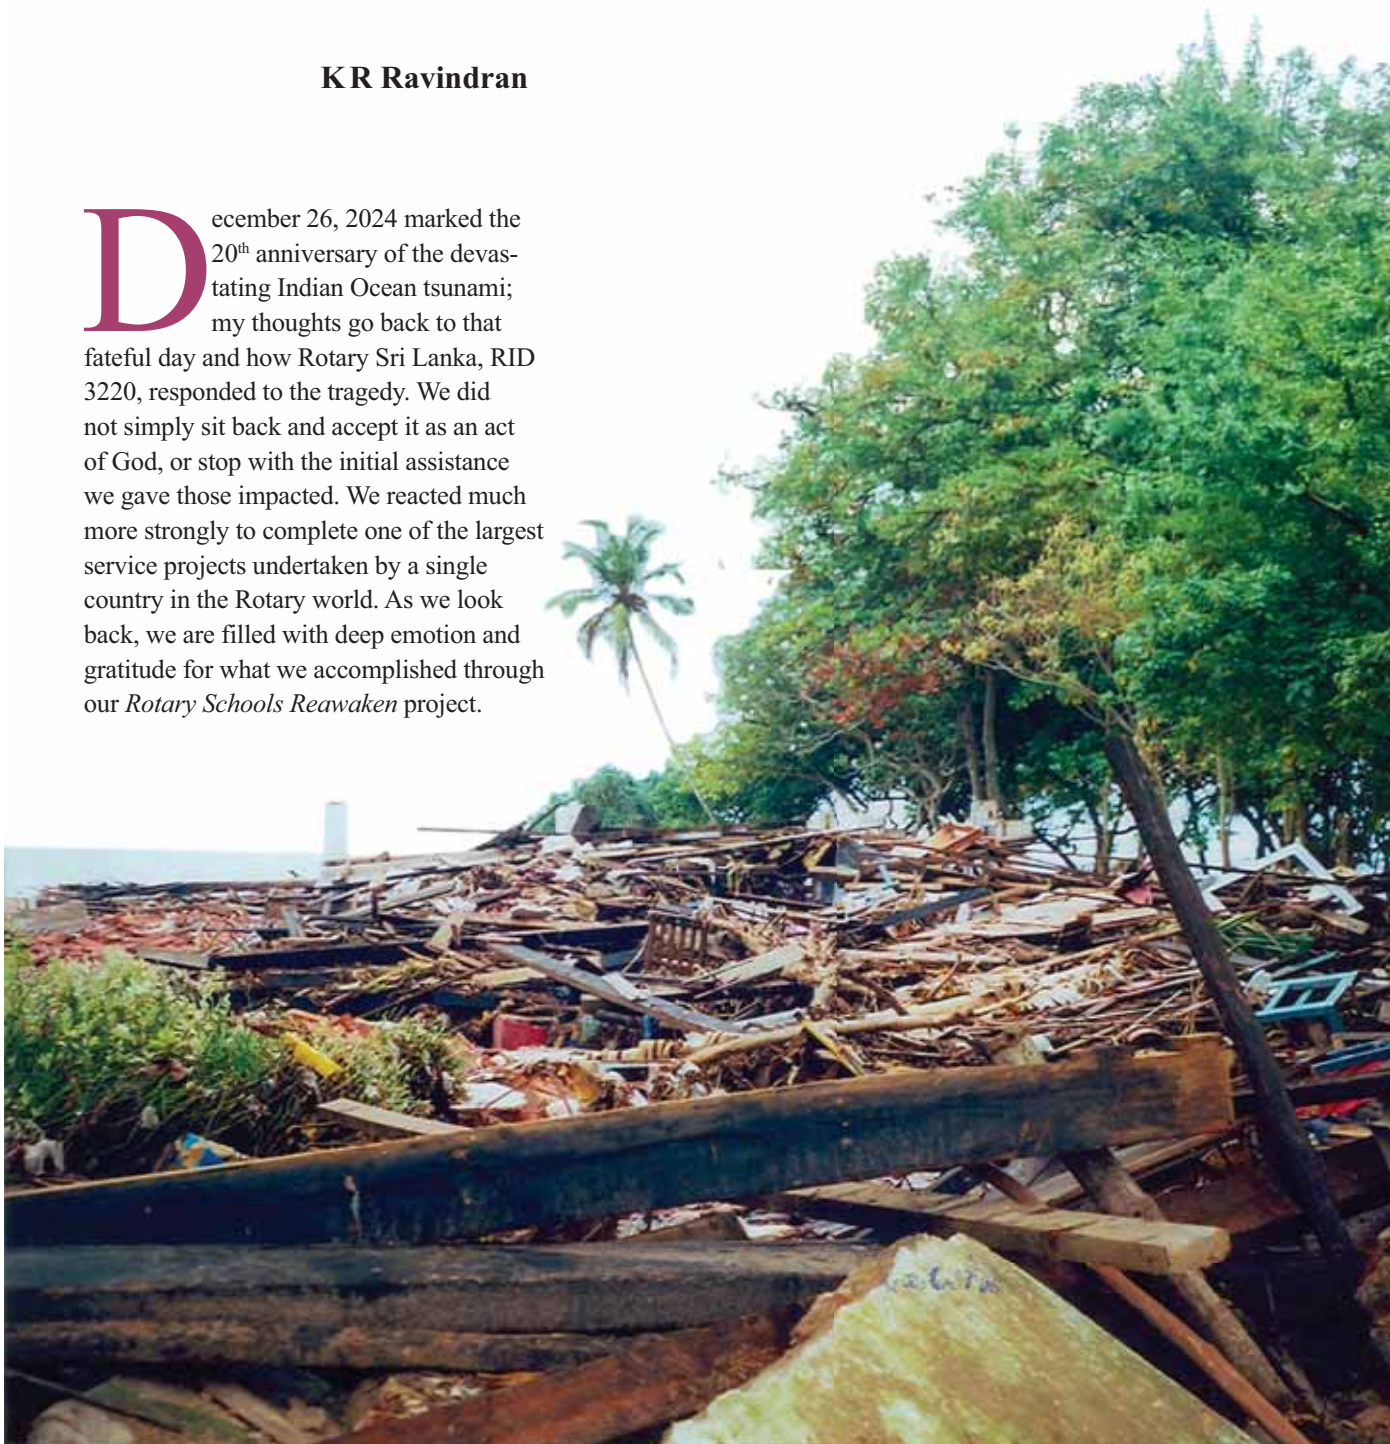 KR Ravindran
December 26, 2024 marked the
20th anniversary of the devas-
tating Indian Ocean tsunami;
my thoughts go back to that
fateful day and how Rotary Sri Lanka, RID
3220, responded to the tragedy. We did
not simply sit back and accept it as an act
of God, or stop with the initial assistance
we gave those impacted. We reacted much
more strongly to complete one of the largest
service projects undertaken by a single
country in the Rotary world. As we look
back, we are filled with deep emotion and
gratitude for what we accomplished through
our Rotary Schools Reawaken project.